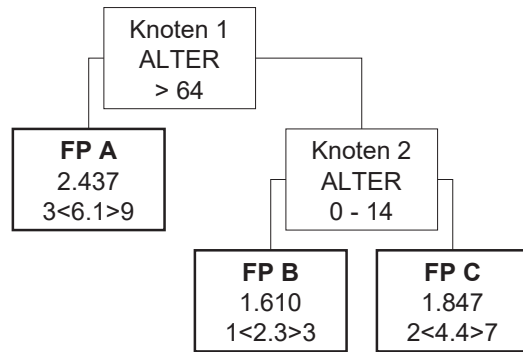 Knoten 1
ALTER
> 64
FP A
2.437
3<6.1>9
Knoten 2
ALTER
0 - 14
FP B
1.610
1<2.3>3
FP C
1.847
2<4.4>7